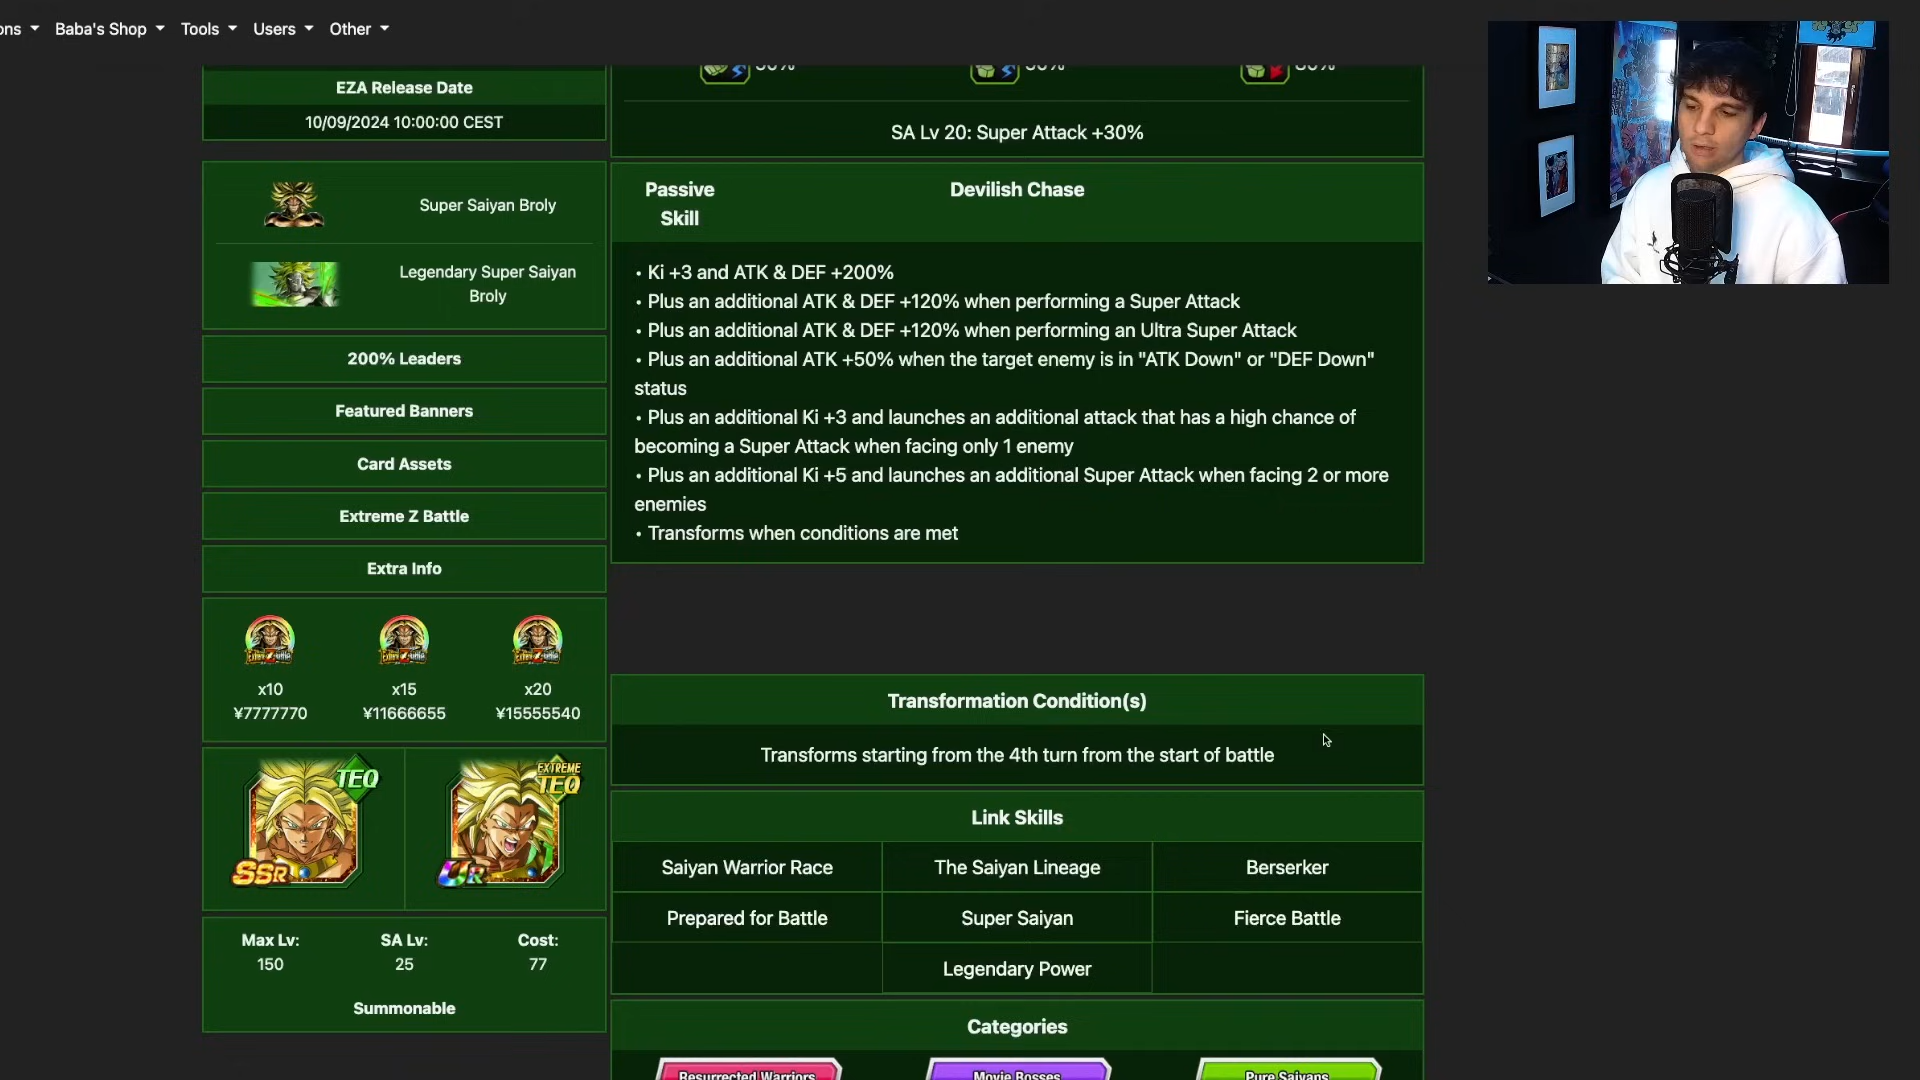 ons Baba's Shop Tools Users Other
EZA Release Date
10/09/2024 10:00:00 CEST
Super Saiyan Broly
Legendary Super Saiyan
Broly
200% Leaders
Featured Banners
Card Assets
Extreme Z Battle
Extra Info
x10 x15 x20
¥7777770 ¥11666655 ¥15555540
TEQ
SSR
EXTREME
TEQ
UR
Max Lv: SA Lv: Cost:
150 25 77
Summonable
SA Lv 20: Super Attack +30%
Passive
Skill
Devilish Chase
• Ki +3 and ATK & DEF +200%
• Plus an additional ATK & DEF +120% when performing a Super Attack
• Plus an additional ATK & DEF +120% when performing an Ultra Super Attack
• Plus an additional ATK +50% when the target enemy is in "ATK Down" or "DEF Down"
status
• Plus an additional Ki +3 and launches an additional attack that has a high chance of
becoming a Super Attack when facing only 1 enemy
• Plus an additional Ki +5 and launches an additional Super Attack when facing 2 or more
enemies
• Transforms when conditions are met
Transformation Condition(s)
Transforms starting from the 4th turn from the start of battle
Link Skills
Saiyan Warrior Race The Saiyan Lineage Berserker
Prepared for Battle Super Saiyan Fierce Battle
Legendary Power
Categories
Resurrected Warriors Movie Bosses Pure Saiyans